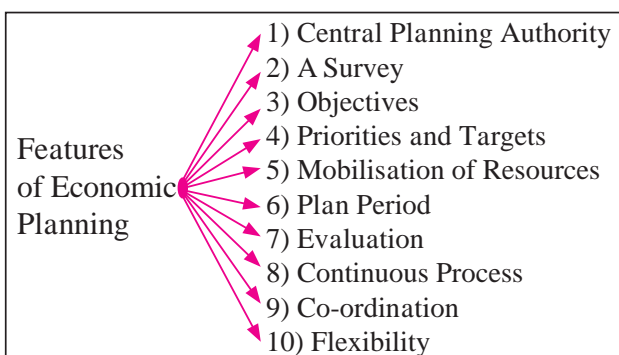 Features
of Economic
Planning
1) Central Planning Authority
2) A Survey
3) Objectives
4) Priorities and Targets
5) Mobilisation of Resources
6) Plan Period
7) Evaluation
8) Continuous Process
9) Co-ordination
10) Flexibility